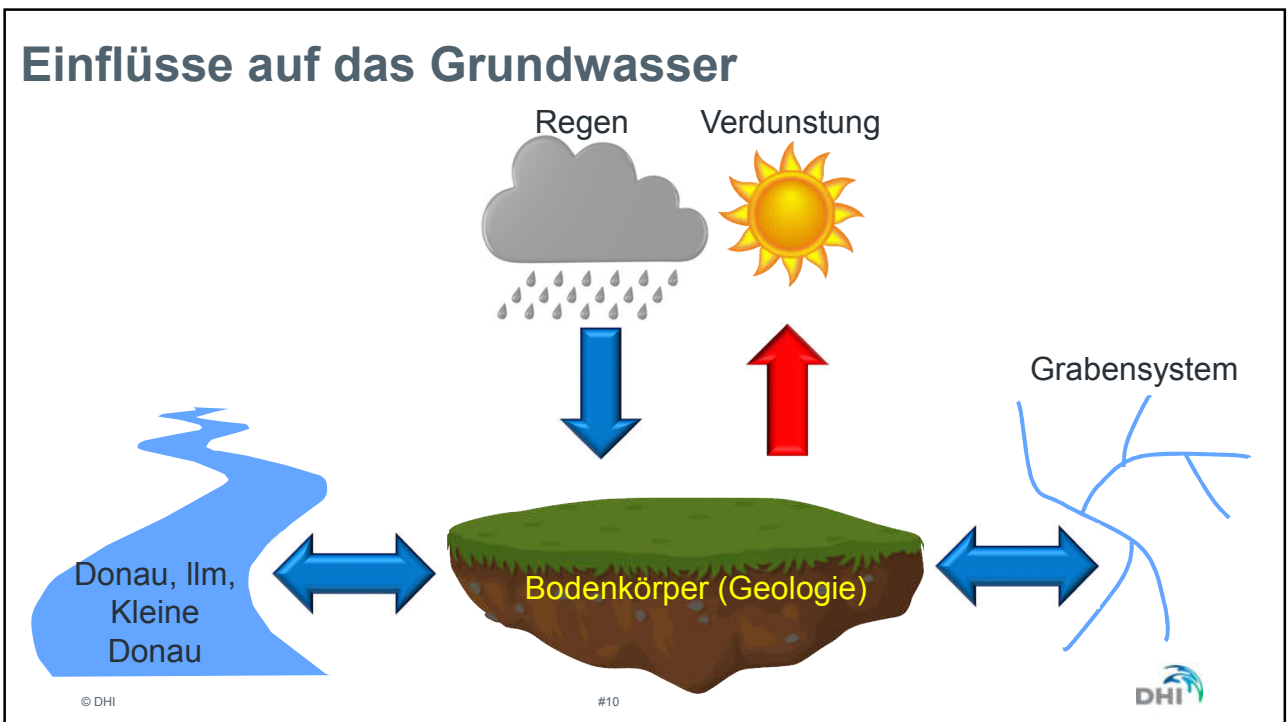 Einflüsse auf das Grundwasser
Regen
Verdunstung
Grabensystem
Donau, Ilm,
Kleine
Donau
Bodenkörper (Geologie)
© DHI
#10
DHI